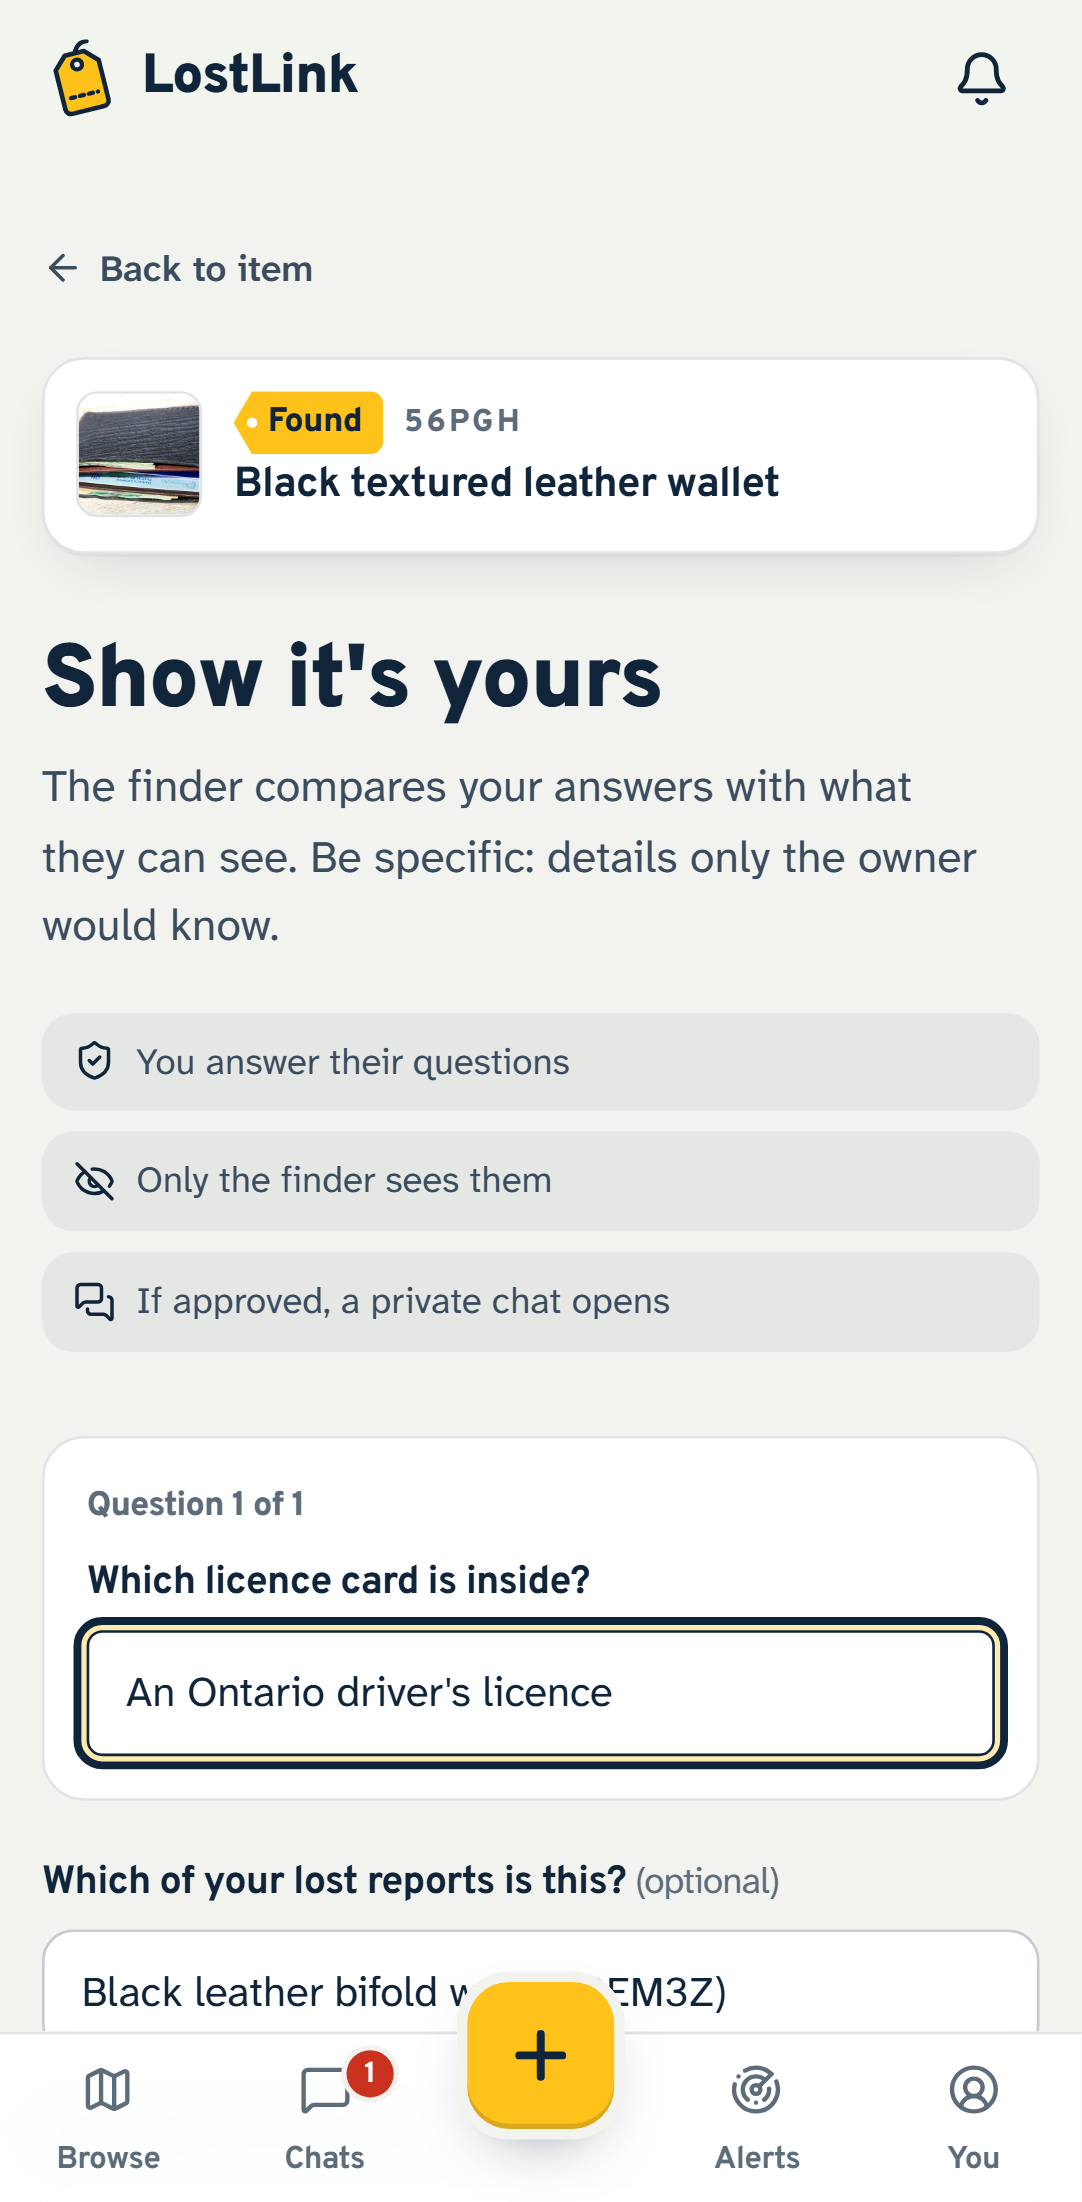 LostLink
Back to item
Found 56PGH
Black textured leather wallet
Show it's yours
The finder compares your answers with what
they can see. Be specific: details only the owner
would know.
You answer their questions
Only the finder sees them
If approved, a private chat opens
Question 1 of 1
Which licence card is inside?
An Ontario driver's licence
Which of your lost reports is this? (optional)
Black leather bifold EM3Z)
1
Browse Chats Alerts You